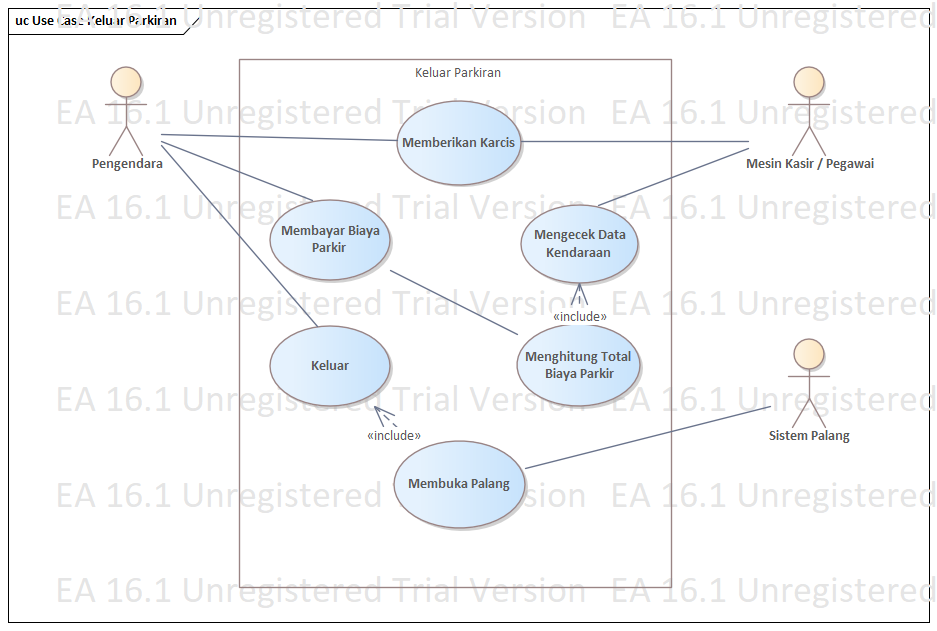 uc Use Case Keluar Parkiran
EA 16.1 Unregistered Trial Version EA 16.1 Unregistered
Keluar Parkiran
EA 16.1 Unregistered Trial Version EA 16.1 Unregistered
Memberikan Karcis
Pengendara
Mesin Kasir / Pegawai
EA 16.1 Unregistered Trial Version EA 16.1 Unregistered
Membayar Biaya
Parkir
Mengecek Data
Kendaraan
EA 16.1 Unregistered Trial Version EA 16.1 Unregistered
«include»
Keluar
Menghitung Total
Biaya Parkir
EA 16.1 Unregistered Trial Version EA 16.1 Unregistered
«include»
Sistem Palang
Membuka Palang
EA 16.1 Unregistered Trial Version EA 16.1 Unregistered
EA 16.1 Unregistered Trial Version EA 16.1 Unregistered